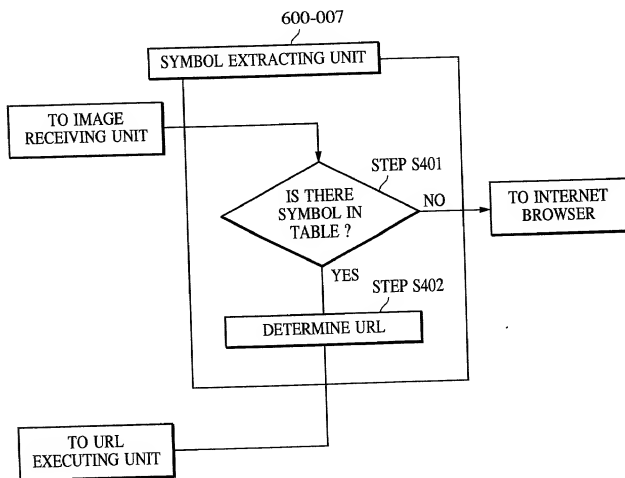 600-007
SYMBOL EXTRACTING UNIT
TO IMAGE
RECEIVING UNIT
STEP S401
IS THERE
SYMBOL IN
TABLE ?
NO
TO INTERNET
BROWSER
YES
STEP S402
DETERMINE URL
TO URL
EXECUTING UNIT